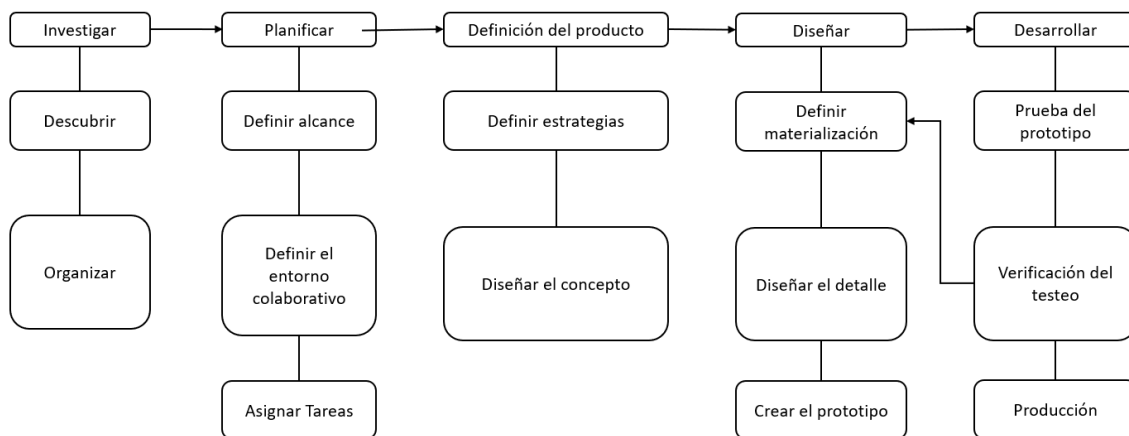 Investigar
Planificar
Definición del producto
Diseñar
Desarrollar
Descubrir
Definir alcance
Definir estrategias
Definir
materialización
Prueba del
prototipo
Organizar
Definir el
entorno
colaborativo
Diseñar el concepto
Diseñar el detalle
Verificación del
testeo
Asignar Tareas
Crear el prototipo
Producción